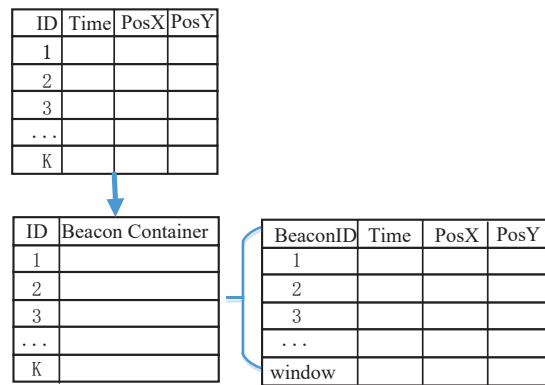 ID Time PosX PosY
1
2
3
...
K
ID Beacon Container
1
2
3
...
K
BeaconID Time PosX PosY
1
2
3
...
window